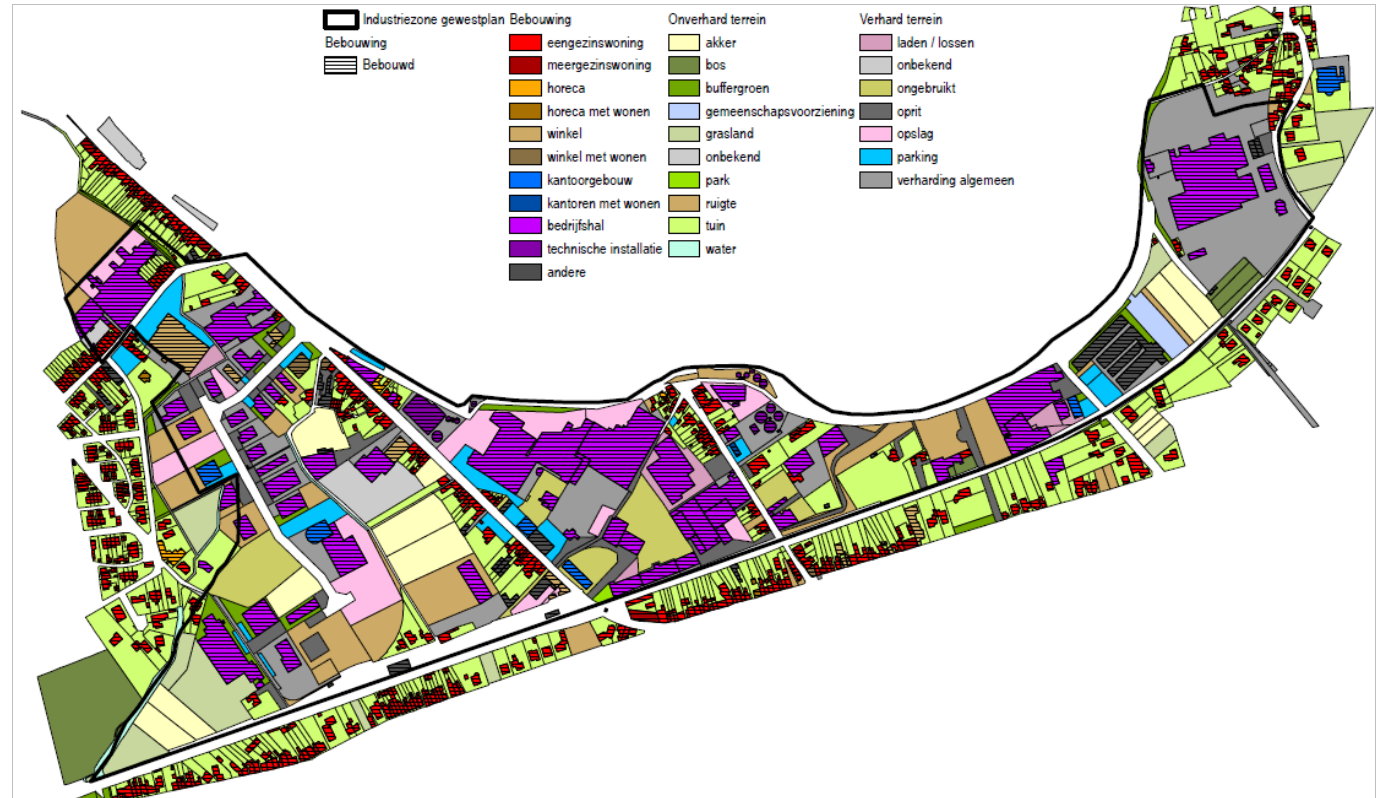 Industriezone gewestplan
Bebouwing
Bebouwd
Bebouwing
eengezinswoning
meergezinswoning
horeca
horeca met wonen
winkel
winkel met wonen
kantoorgebouw
kantoren met wonen
bedrijfshal
technische installatie
andere
Onverhard terrein
akker
bos
buffergroen
gemeenschapsvoorziening
grasland
onbekend
park
ruigte
tuin
water
Verhard terrein
laden / lossen
onbekend
ongebruikt
oprit
opslag
parking
verharding algemeen